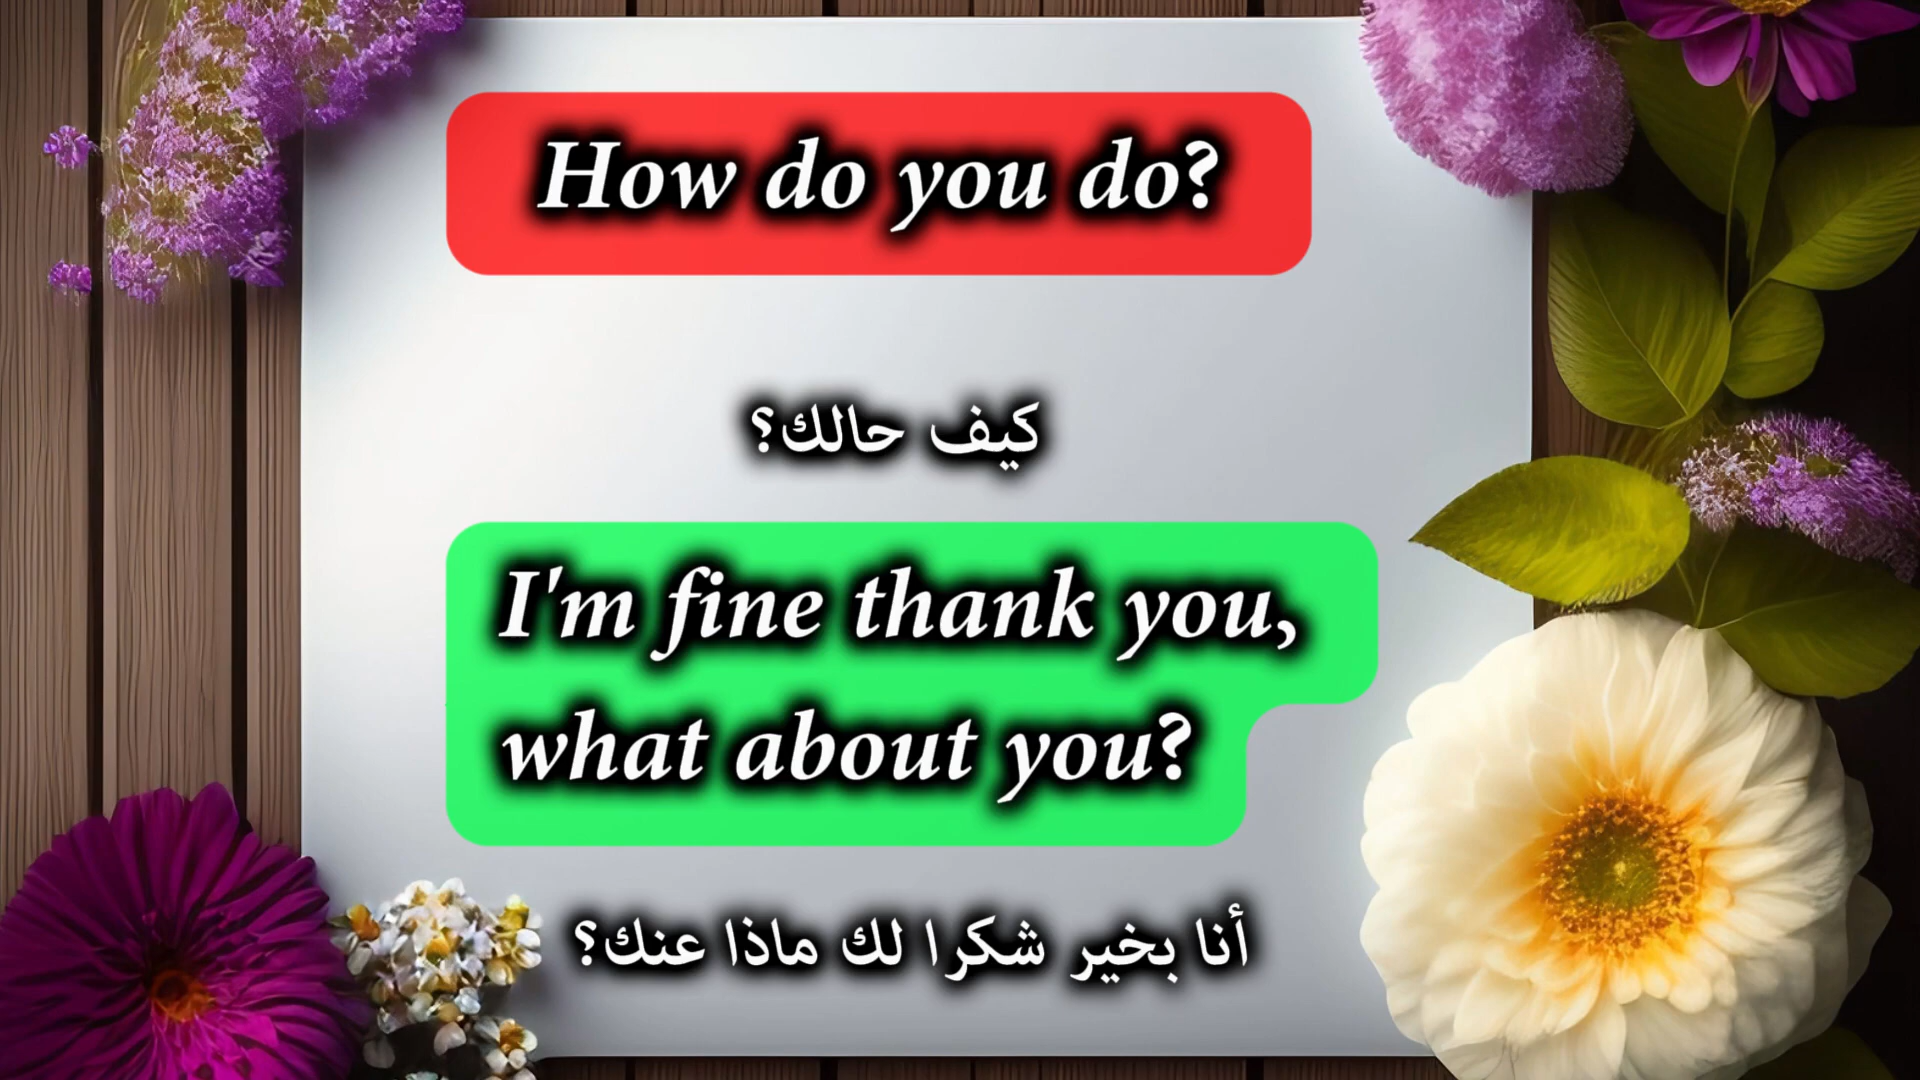 How do you do?
كيف حالك؟
I'm fine thank you,
what about you?
أنا بخير شكرا لك ماذا عنك؟